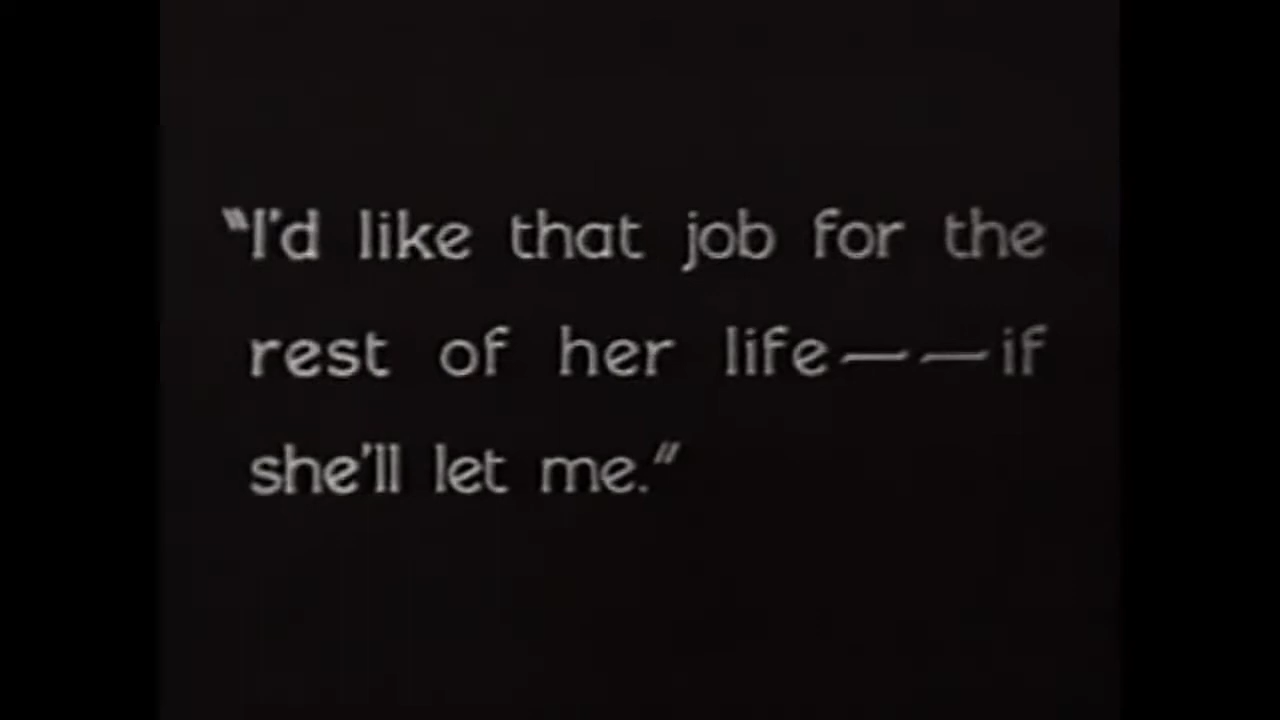 "I'd like that job for the
rest of her life——if
she'll let me."